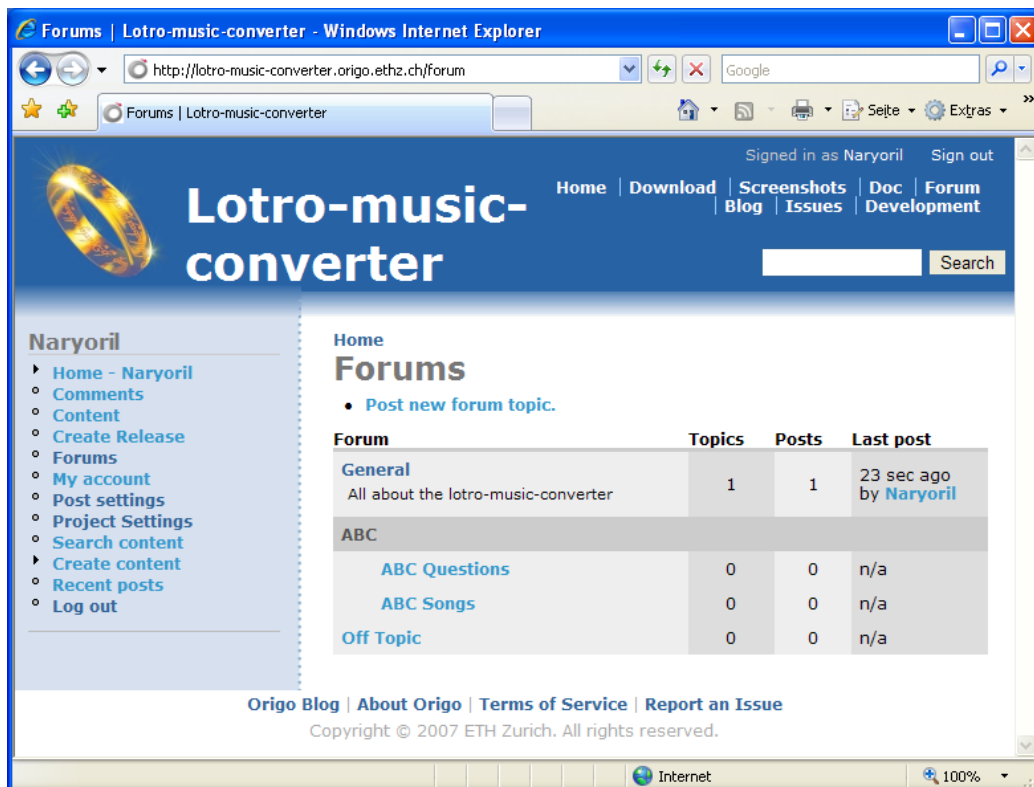 Forums | Lotro-music-converter - Windows Internet Explorer
http://lotro-music-converter.origo.ethz.ch/forum
Google
Forums | Lotro-music-converter
Seite
Extras
»
Signed in as Naryoril Sign out
Home | Download | Screenshots | Doc | Forum
| Blog | Issues | Development
Lotro-music-
converter
Search
Naryoril
Home - Naryoril
Comments
Content
Create Release
Forums
My account
Post settings
Project Settings
Search content
Create content
Recent posts
Log out
Home
Forums
Post new forum topic.
Forum Topics Posts Last post
General
All about the lotro-music-converter
1 1 23 sec ago
by Naryoril
ABC
ABC Questions 0 0 n/a
ABC Songs 0 0 n/a
Off Topic 0 0 n/a
Origo Blog | About Origo | Terms of Service | Report an Issue
Copyright © 2007 ETH Zurich. All rights reserved.
Internet
100%